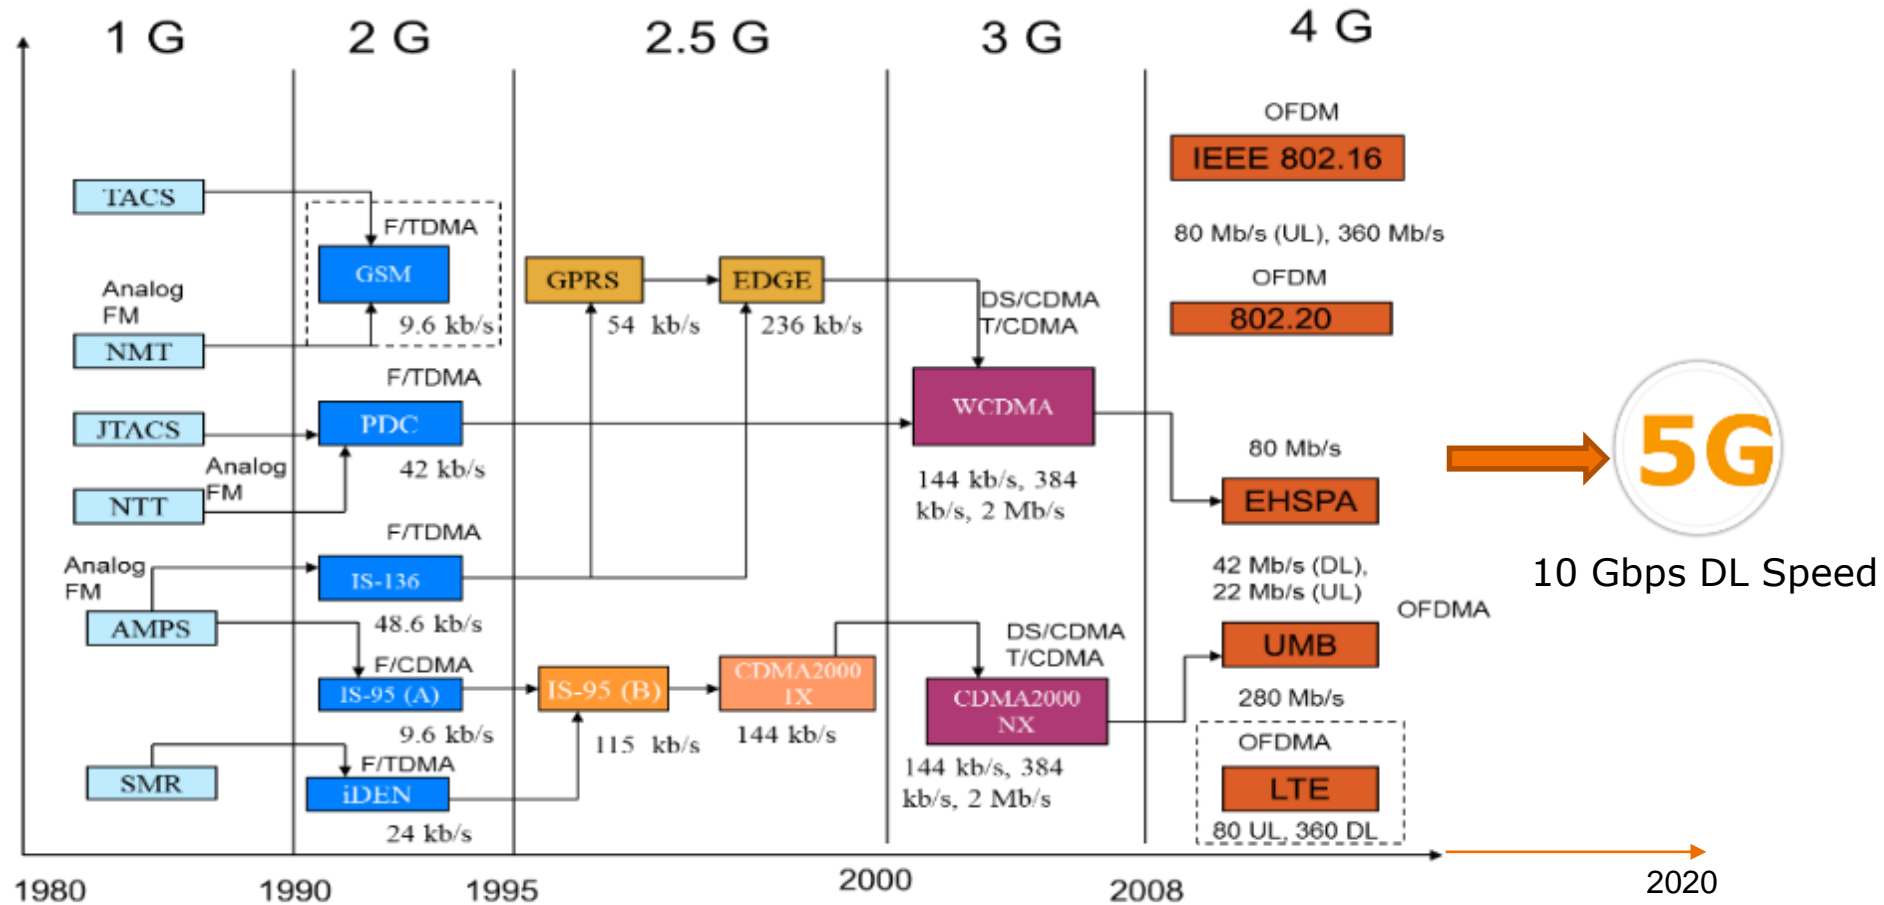 1 G
2 G
2.5 G
3 G
4 G
TACS
Analog
FM
NMT
JTACS
Analog
FM
NTT
Analog
FM
AMPS
SMR
F/TDMA
GSM
9.6 kb/s
F/TDMA
PDC
42 kb/s
F/TDMA
IS-136
48.6 kb/s
F/CDMA
IS-95 (A)
9.6 kb/s
F/TDMA
iDEN
24 kb/s
GPRS
54 kb/s
EDGE
236 kb/s
IS-95 (B)
115 kb/s
CDMA2000
1X
144 kb/s
DS/CDMA
T/CDMA
WCDMA
144 kb/s, 384
kb/s, 2 Mb/s
DS/CDMA
T/CDMA
CDMA2000
NX
144 kb/s, 384
kb/s, 2 Mb/s
OFDM
IEEE 802.16
80 Mb/s (UL), 360 Mb/s
OFDM
802.20
80 Mb/s
EHSPA
42 Mb/s (DL),
22 Mb/s (UL)
OFDMA
UMB
280 Mb/s
OFDMA
LTE
80 UL, 360 DL
5G
10 Gbps DL Speed
1980
1990
1995
2000
2008
2020